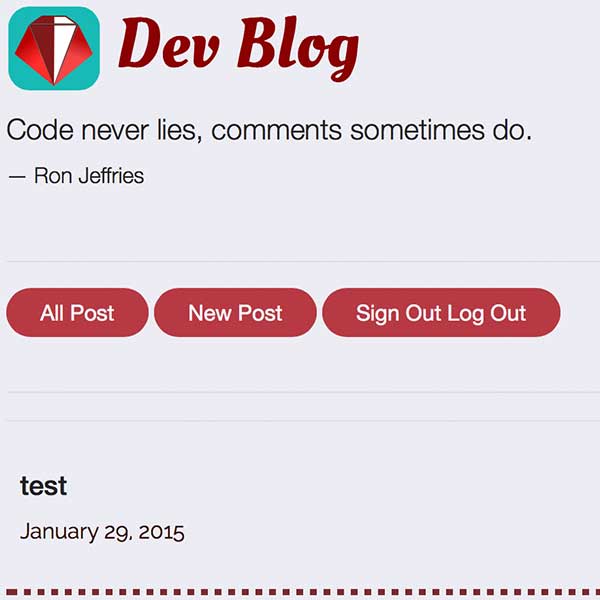 Dev Blog
Code never lies, comments sometimes do.
— Ron Jeffries
All Post New Post Sign Out Log Out
test
January 29, 2015